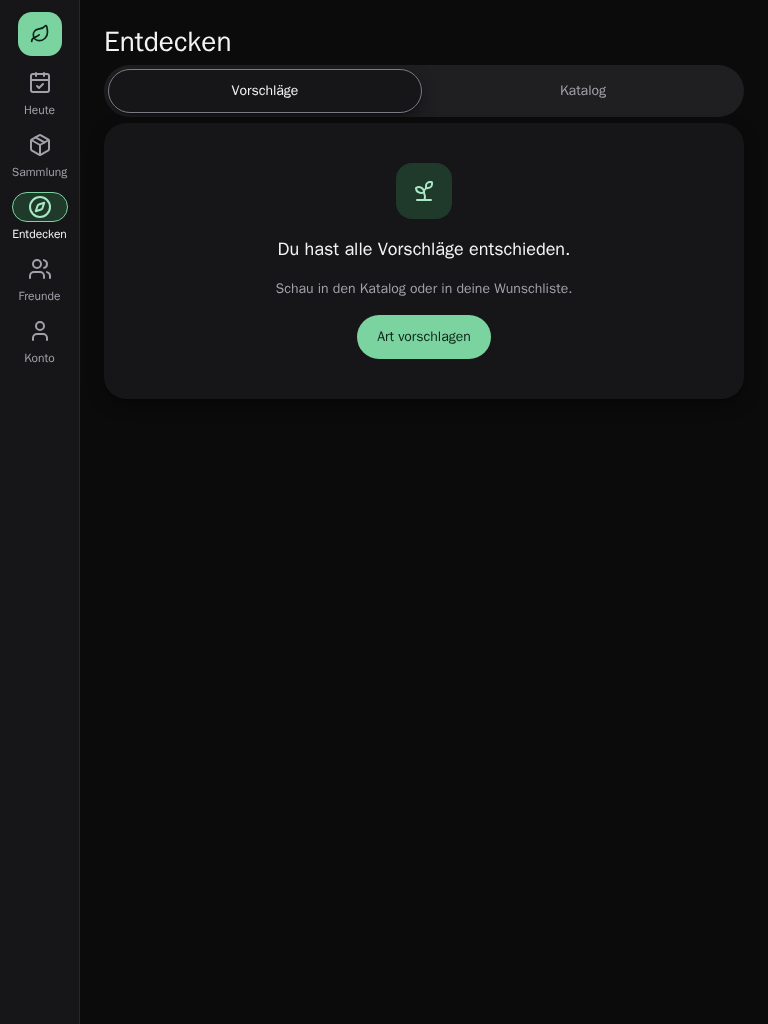 Entdecken
Vorschläge
Katalog
Heute
Sammlung
Entdecken
Freunde
Konto
Du hast alle Vorschläge entschieden.
Schau in den Katalog oder in deine Wunschliste.
Art vorschlagen